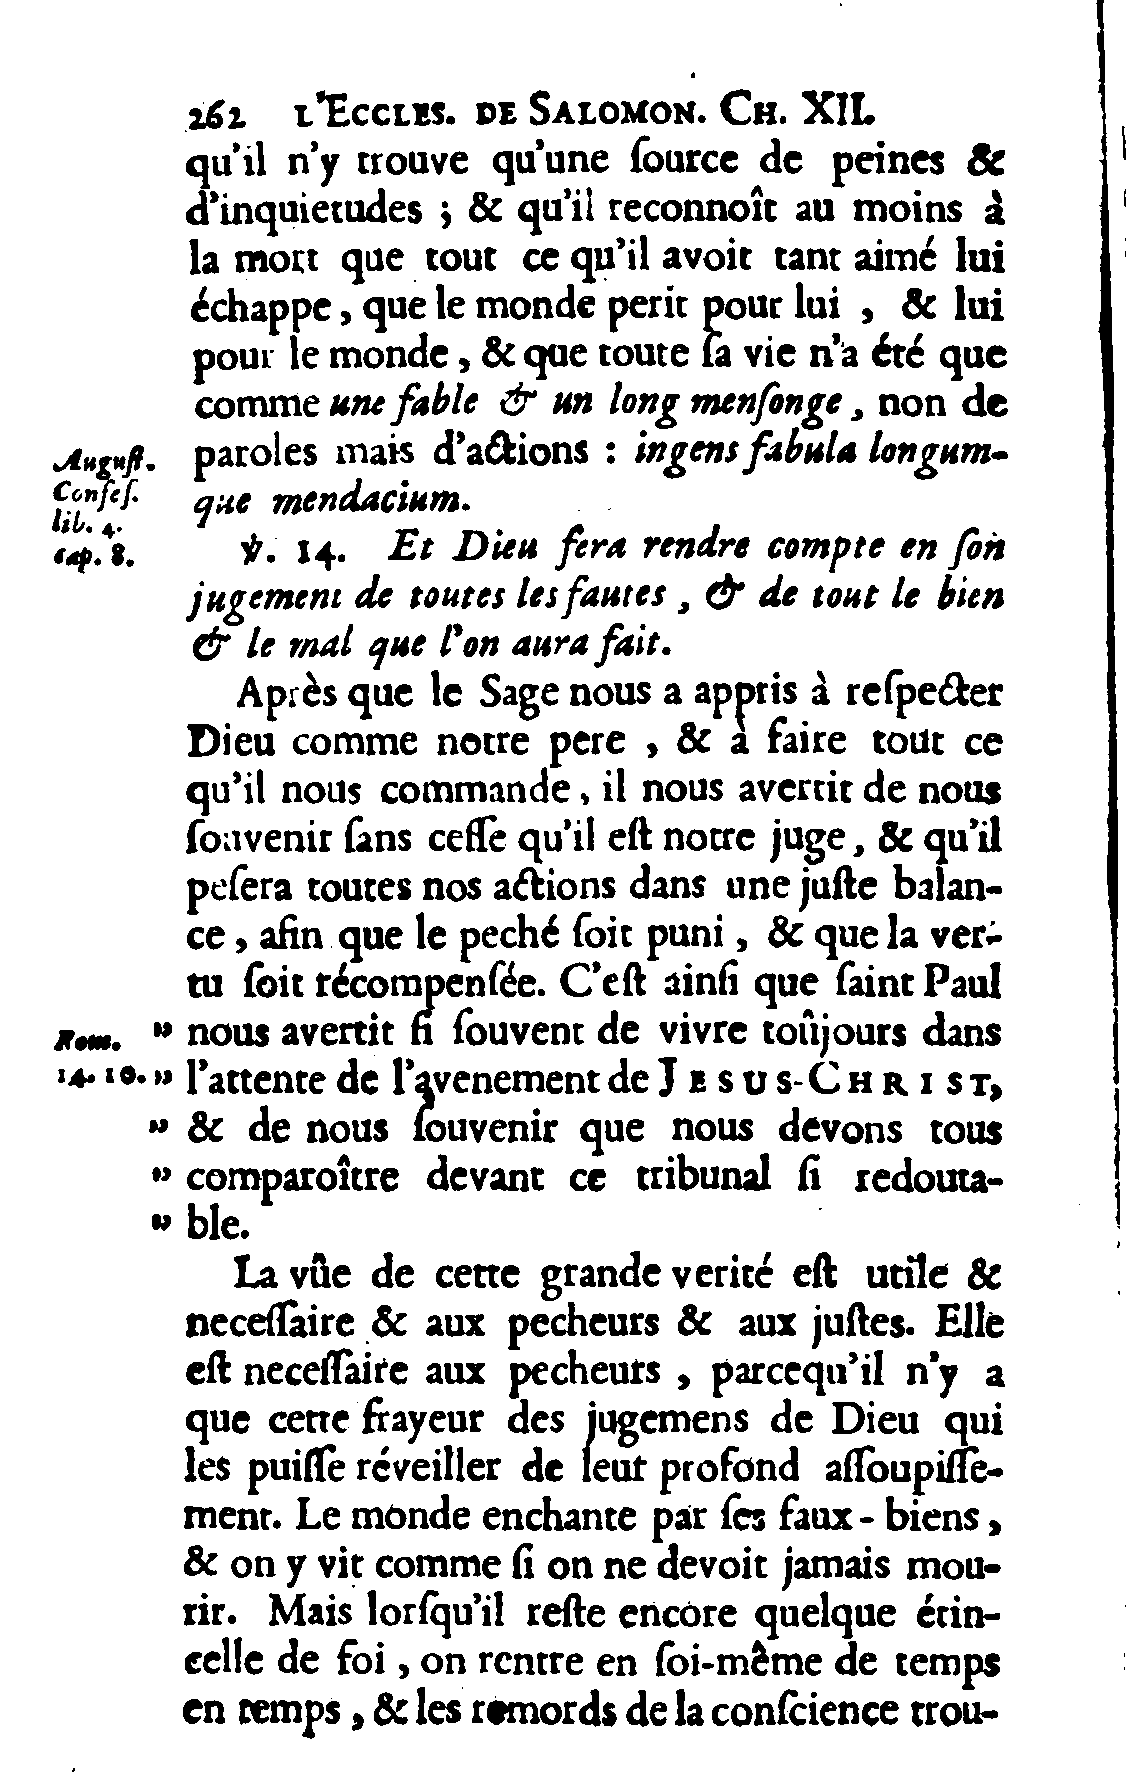 262 L'ECCLES. DE SALOMON. CH. XII.
qu'il n'y trouve qu'une ſource de peines &
d'inquietudes ; & qu'il reconnoît au moins à
la mort que tout ce qu'il avoit tant aimé lui
échappe, que le monde perit pour lui , & lui
pour le monde, & que toute ſa vie n'a été que
comme une fable & un long menſonge, non de
paroles mais d'actions : ingens fabula longum-
que mendacium.
Auguſt.
Confeſ.
lib. 4.
cap. 8.
℣. 14. Et Dieu fera rendre compte en ſon
jugement de toutes les fautes, & de tout le bien
& le mal que l'on aura fait.
Après que le Sage nous a appris à reſpecter
Dieu comme notre pere , & à faire tout ce
qu'il nous commande, il nous avertit de nous
ſouvenir ſans ceſſe qu'il eſt notre juge, & qu'il
peſera toutes nos actions dans une juſte balan-
ce, afin que le peché ſoit puni, & que la ver-
tu ſoit récompenſée. C'eſt ainſi que ſaint Paul
Rom. " nous avertit ſi ſouvent de vivre toûjours dans
14. 10. " l'attente de l'avenement de JESUS-CHRIST,
" & de nous ſouvenir que nous devons tous
" comparoître devant ce tribunal ſi redouta-
" ble.
La vûe de cette grande verité eſt utile &
neceſſaire & aux pecheurs & aux juſtes. Elle
eſt neceſſaire aux pecheurs , parcequ'il n'y a
que cette frayeur des jugemens de Dieu qui
les puiſſe réveiller de leur profond aſſoupiſſe-
ment. Le monde enchante par ſes faux-biens,
& on y vit comme ſi on ne devoit jamais mou-
rir. Mais lorſqu'il reſte encore quelque étin-
celle de foi, on rentre en ſoi-même de temps
en temps, & les remords de la conſcience trou-